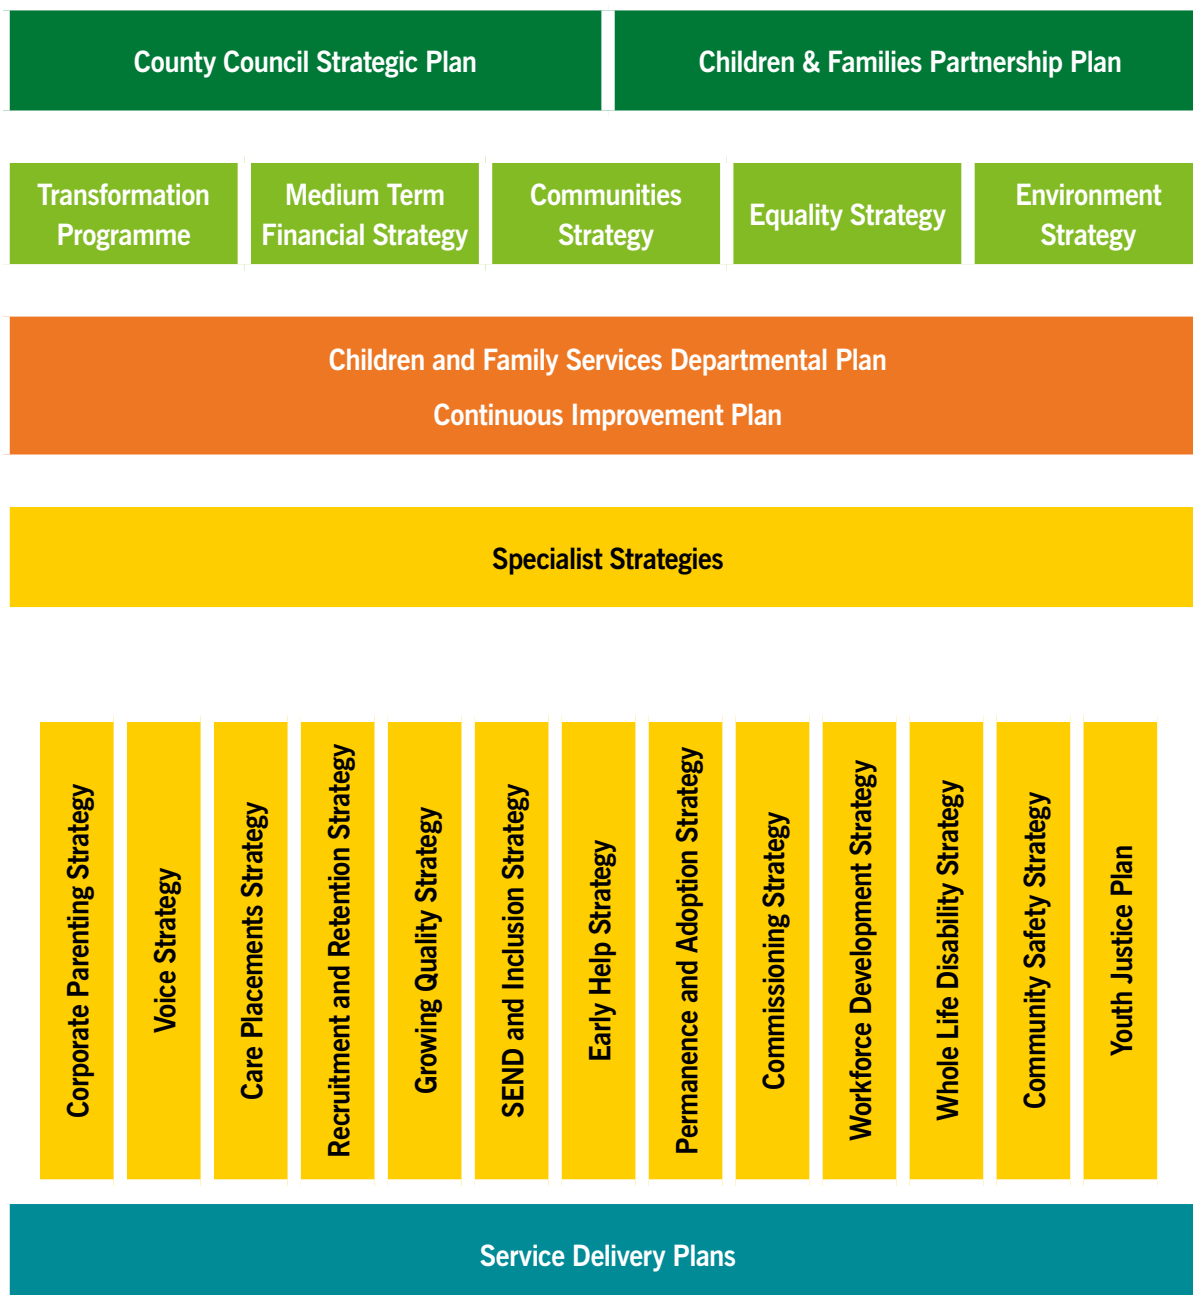 County Council Strategic Plan
Children & Families Partnership Plan
Transformation
Programme
Medium Term
Financial Strategy
Communities
Strategy
Equality Strategy
Environment
Strategy
Children and Family Services Departmental Plan
Continuous Improvement Plan
Specialist Strategies
Corporate Parenting Strategy
Voice Strategy
Care Placements Strategy
Recruitment and Retention Strategy
Growing Quality Strategy
SEND and Inclusion Strategy
Early Help Strategy
Permanence and Adoption Strategy
Commissioning Strategy
Workforce Development Strategy
Whole Life Disability Strategy
Community Safety Strategy
Youth Justice Plan
Service Delivery Plans